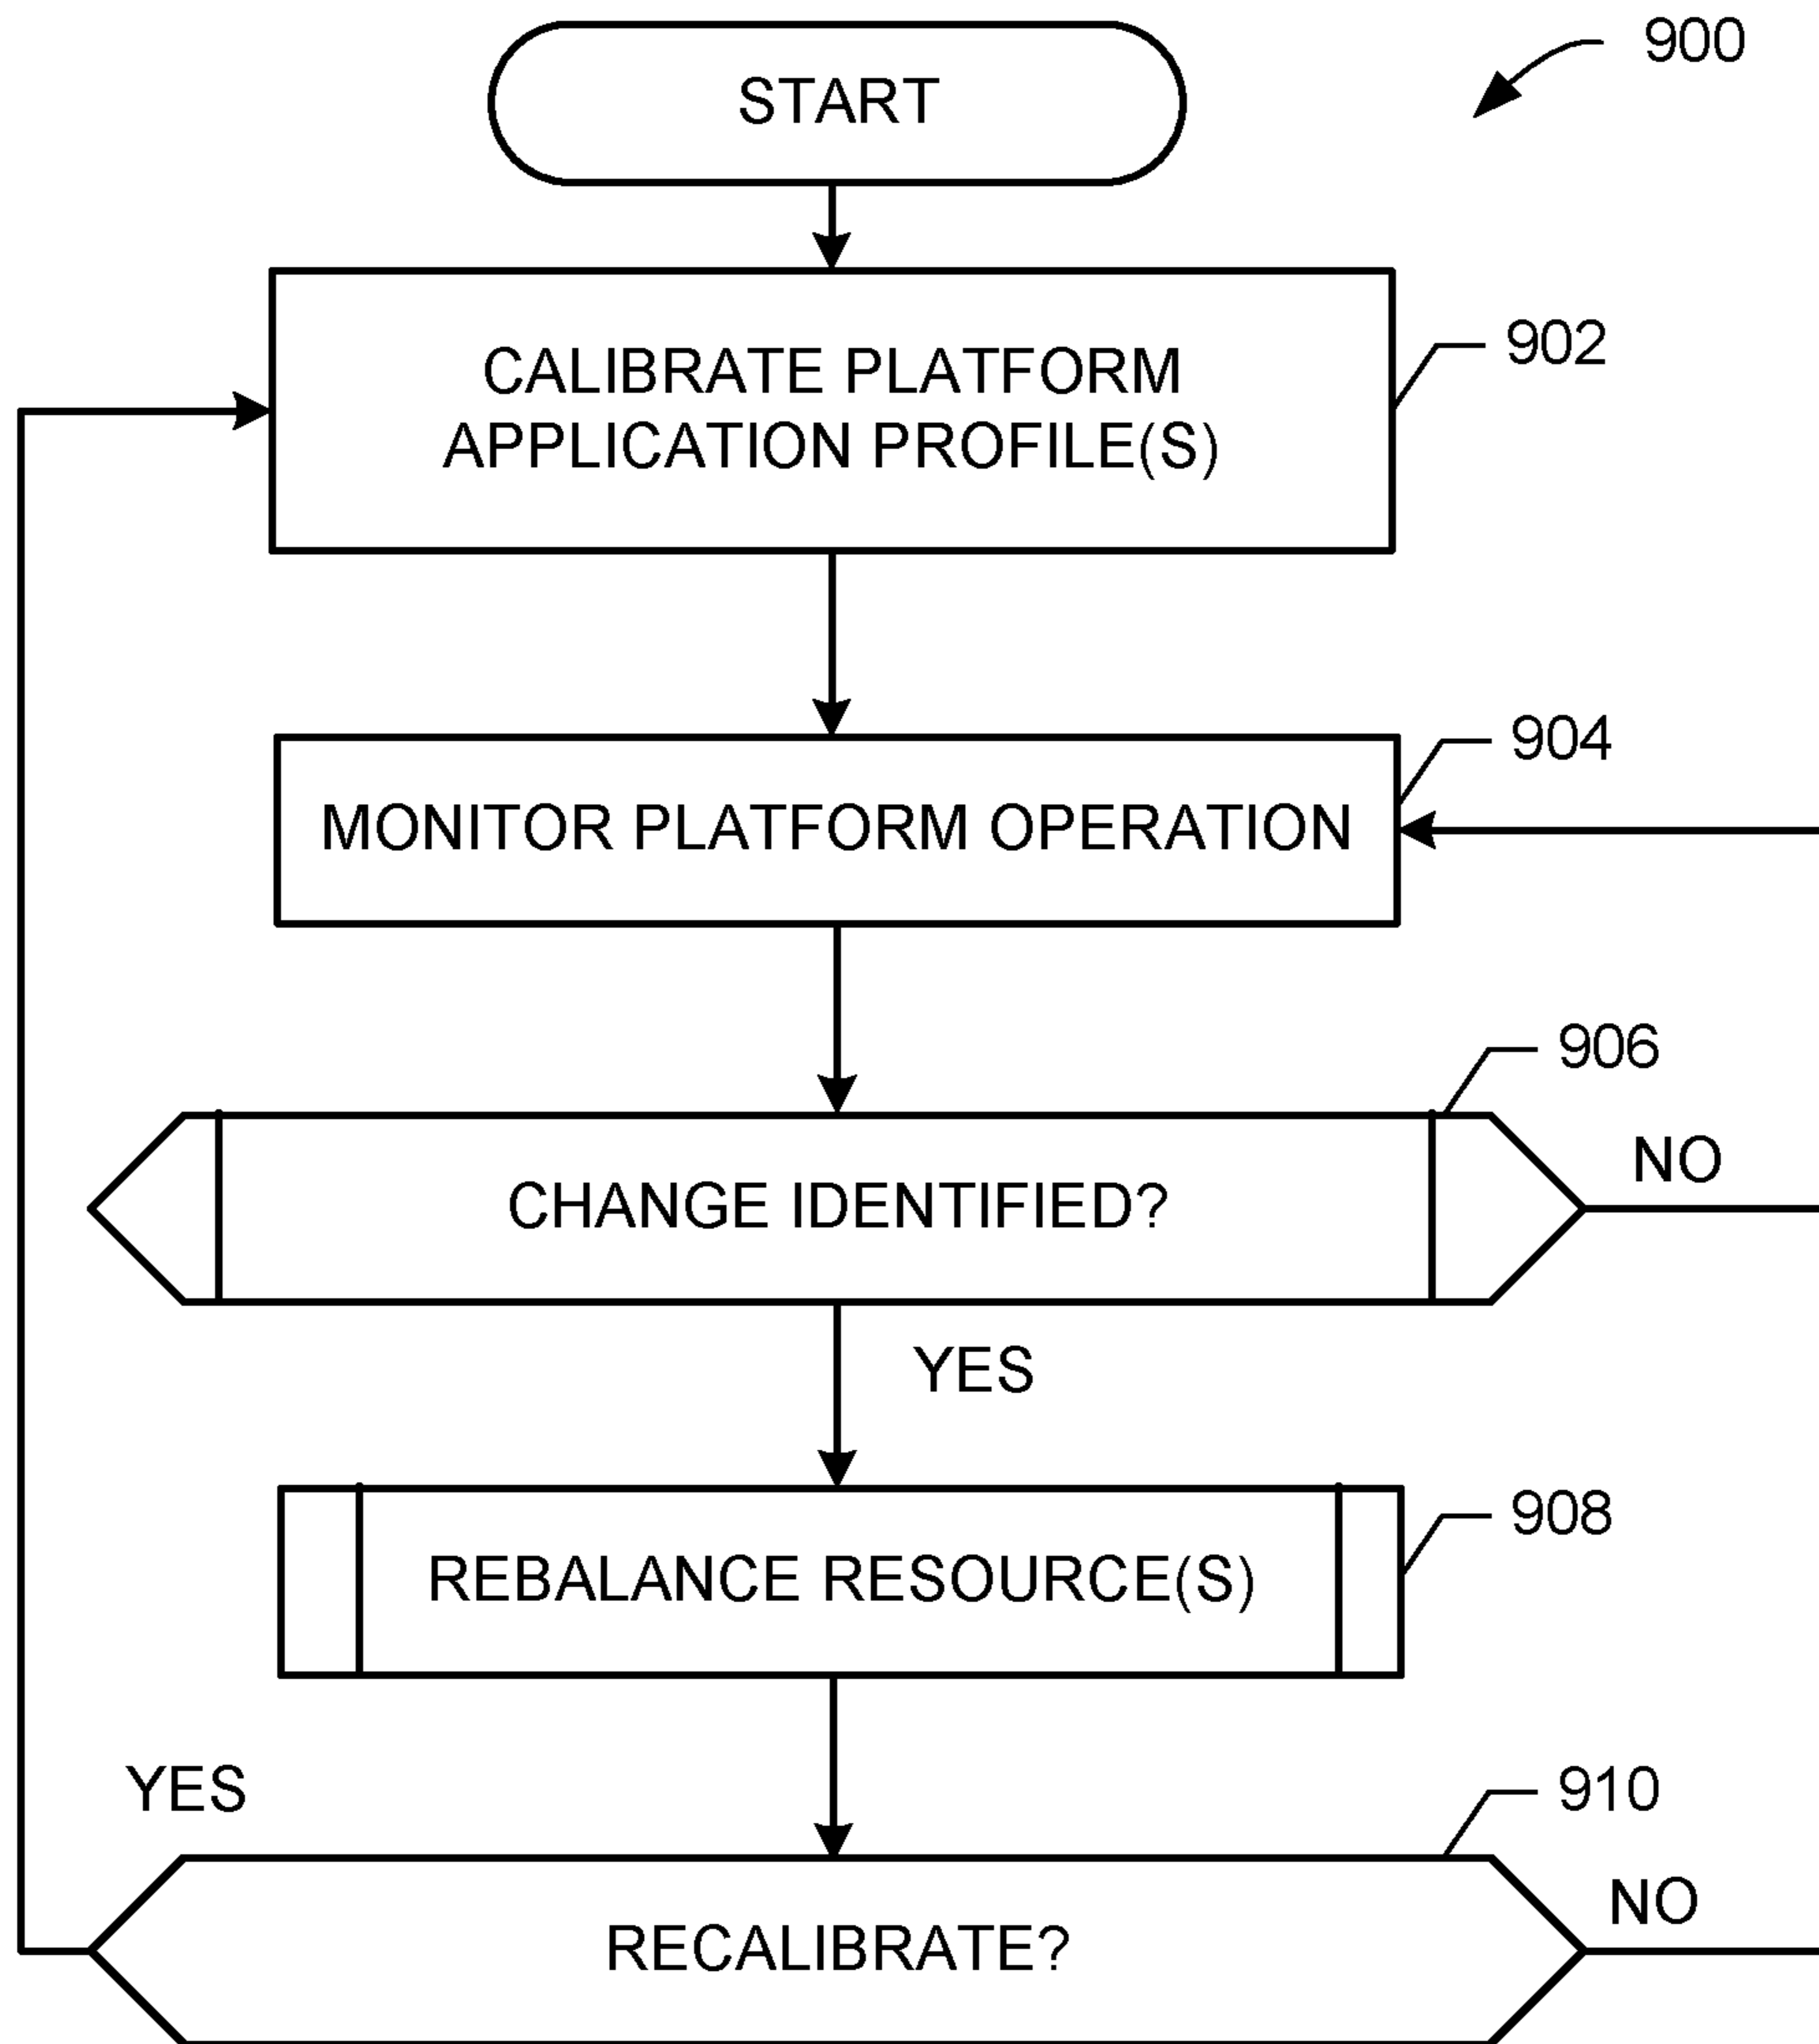 START
900
CALIBRATE PLATFORM
APPLICATION PROFILE(S)
902
MONITOR PLATFORM OPERATION
904
CHANGE IDENTIFIED?
906
NO
YES
REBALANCE RESOURCE(S)
908
YES
RECALIBRATE?
910
NO